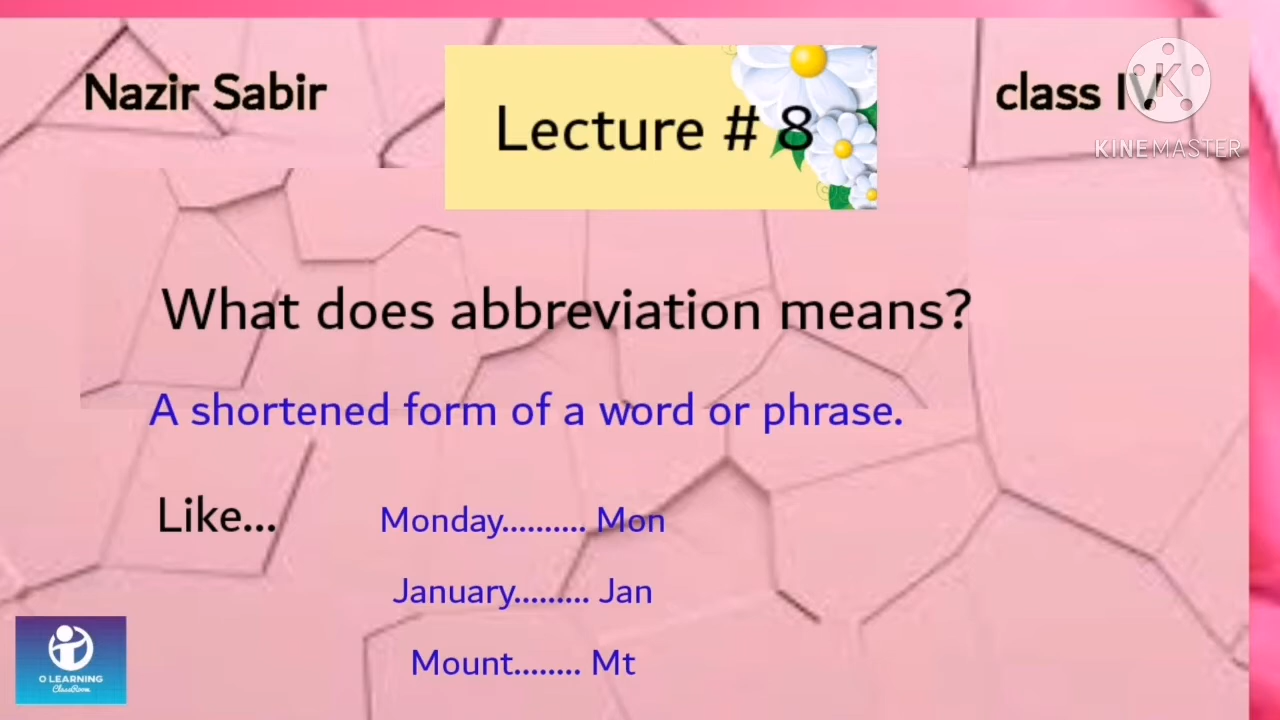 Nazir Sabir
Lecture # 8
class IV
KINEMASTER
What does abbreviation means?
A shortened form of a word or phrase.
Like...
Monday.......... Mon
January......... Jan
Mount........ Mt
O LEARNING
ClassRoom